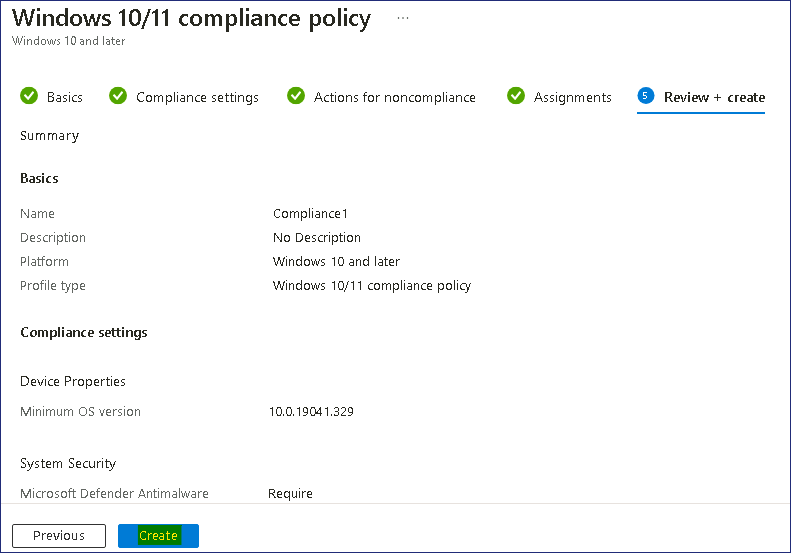 Windows 10/11 compliance policy ...
Windows 10 and later
Basics Compliance settings Actions for noncompliance Assignments 5 Review + create
Summary
Basics
Name Compliance1
Description No Description
Platform Windows 10 and later
Profile type Windows 10/11 compliance policy
Compliance settings
Device Properties
Minimum OS version 10.0.19041.329
System Security
Microsoft Defender Antimalware Require
Previous Create